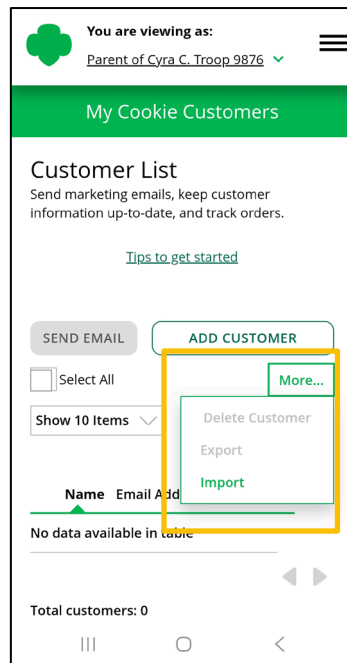 You are viewing as:
Parent of Cyra C. Troop 9876
My Cookie Customers
Customer List
Send marketing emails, keep customer
information up-to-date, and track orders.
Tips to get started
SEND EMAIL
ADD CUSTOMER
Select All
More...
Show 10 Items
Delete Customer
Export
Import
Name Email Add
No data available in table
Total customers: 0